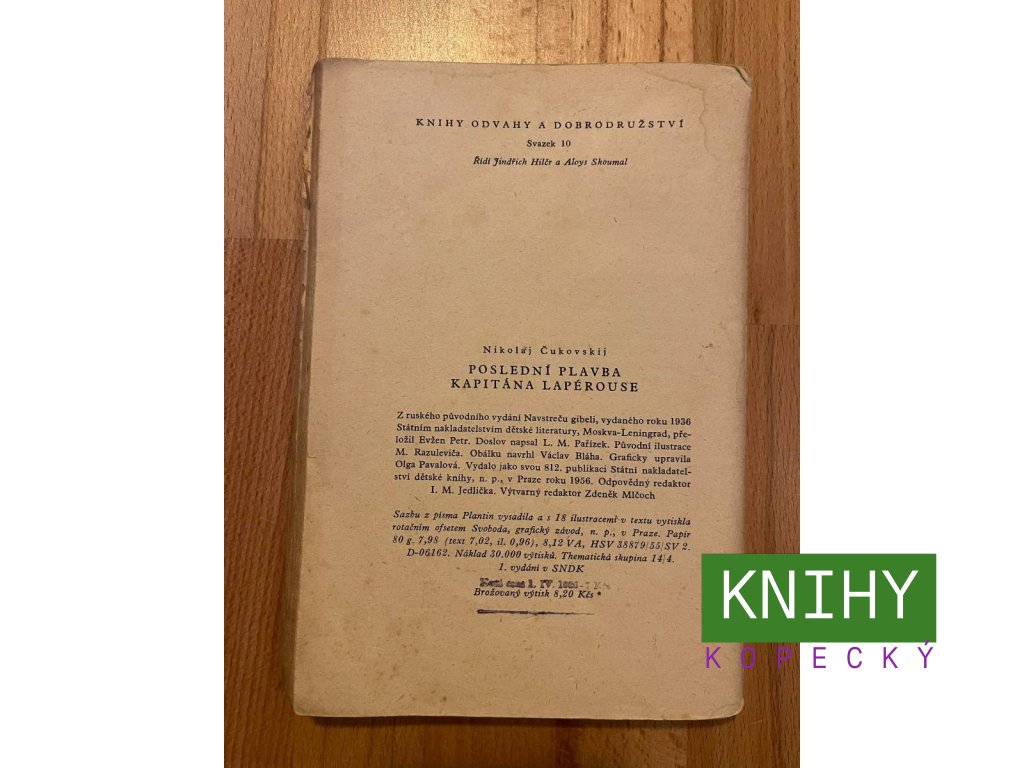 KNIHY ODVAHY A DOBRODRUŽSTVÍ
Svazek 10
Řídí Jindřich Hilčr a Aloys Skoumal
Nikolaj Čukovskij
POSLEDNÍ PLAVBA
KAPITÁNA LAPÉROUSE
Z ruského původního vydání Navstreču gibeli, vydaného roku 1936
Státním nakladatelstvím dětské literatury, Moskva-Leningrad, pře-
ložil Evžen Petr. Doslov napsal L. M. Pařízek. Původní ilustrace
M. Razuleviča. Obálku navrhl Václav Bláha. Graficky upravila
Olga Pavalová. Vydalo jako svou 812. publikaci Státní nakladatel-
ství dětské knihy, n. p., v Praze roku 1956. Odpovědný redaktor
I. M. Jedlička. Výtvarný redaktor Zdeněk Mlčoch
Sazbu z písma Plantin vysadila a s 18 ilustracemi v textu vytiskla
rotačním ofsetem Svoboda, grafický závod, n. p., v Praze. Papír
80 g. 7,98 (text 7,02, il. 0,96), 8,12 VA, HSV 38879/55/SV 2.
D-06162. Náklad 30.000 výtisků. Thematická skupina 14/4.
1. vydání v SNDK
cena 1. IV.
Brožovaný výtisk 8,20 Kčs *
KNIHY
KOPECKÝ